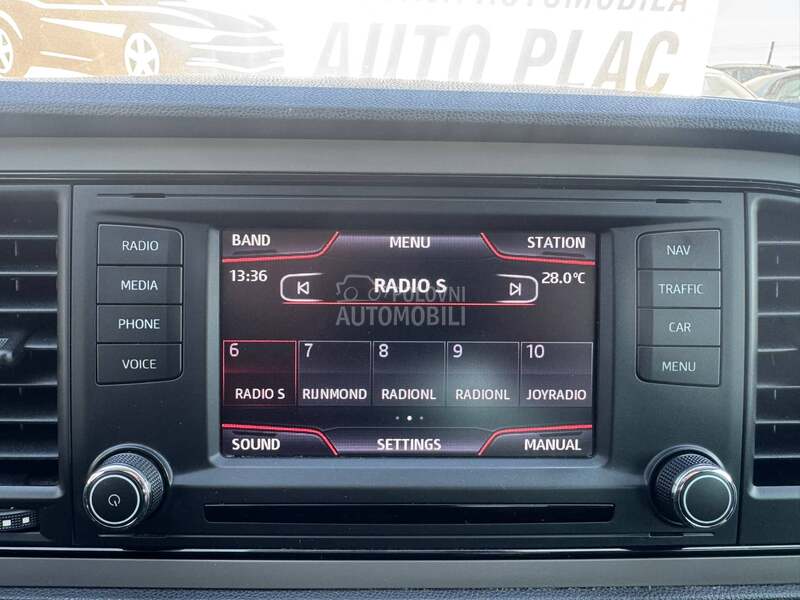 AUTOMOBILA
AUTO PLAC
RADIO
MEDIA
PHONE
VOICE
BAND MENU STATION
13:36 RADIO S 28.0°C
POLOVNI
AUTOMOBILI
6 7 8 9 10
RADIO S RIJNMOND RADIONL RADIONL JOYRADIO
SOUND SETTINGS MANUAL
NAV
TRAFFIC
CAR
MENU